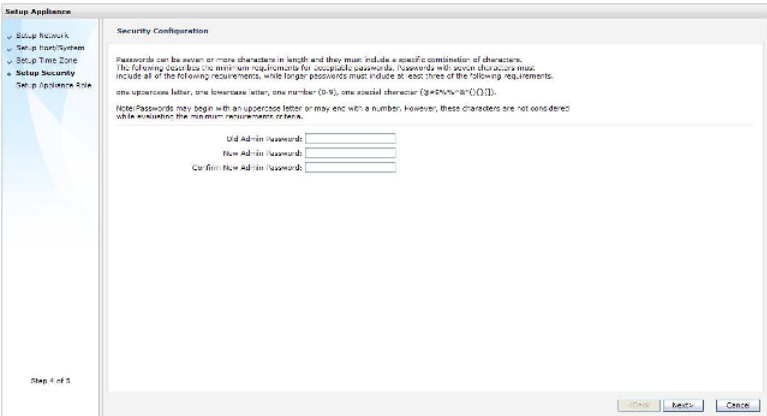 Setup Appliance
Setup Network
Setup Host/System
Setup Time Zone
Setup Security
Setup Appliance Role
Step 4 of 5
Security Configuration
Passwords can be seven or more characters in length and they must include a specific combination of characters.
The following describes the minimum requirements for acceptable passwords. Passwords with seven characters must
include all of the following requirements, while longer passwords must include at least three of the following requirements.
one uppercase letter, one lowercase letter, one number (0-9), one special character
Note:Passwords may begin with an uppercase letter or may end with a number. However, these characters are not considered
while evaluating the minimum requirements criteria.
Old Admin Password:
New Admin Password:
Confirm New Admin Password:
<Back Next> Cancel